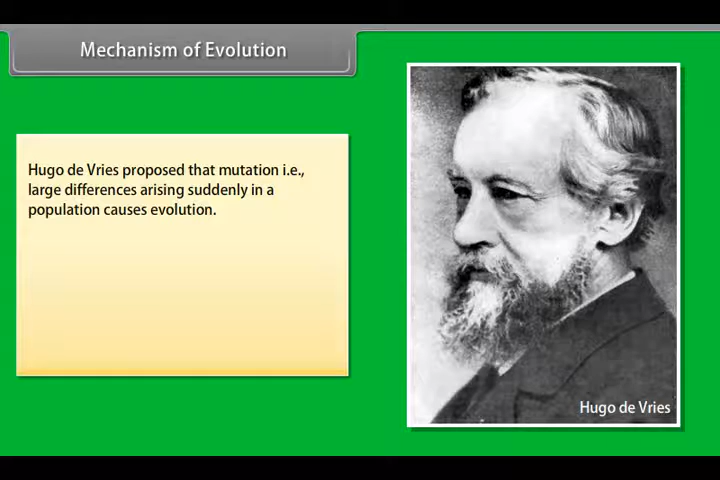 Mechanism of Evolution
Hugo de Vries proposed that mutation i.e.,
large differences arising suddenly in a
population causes evolution.
Hugo de Vries